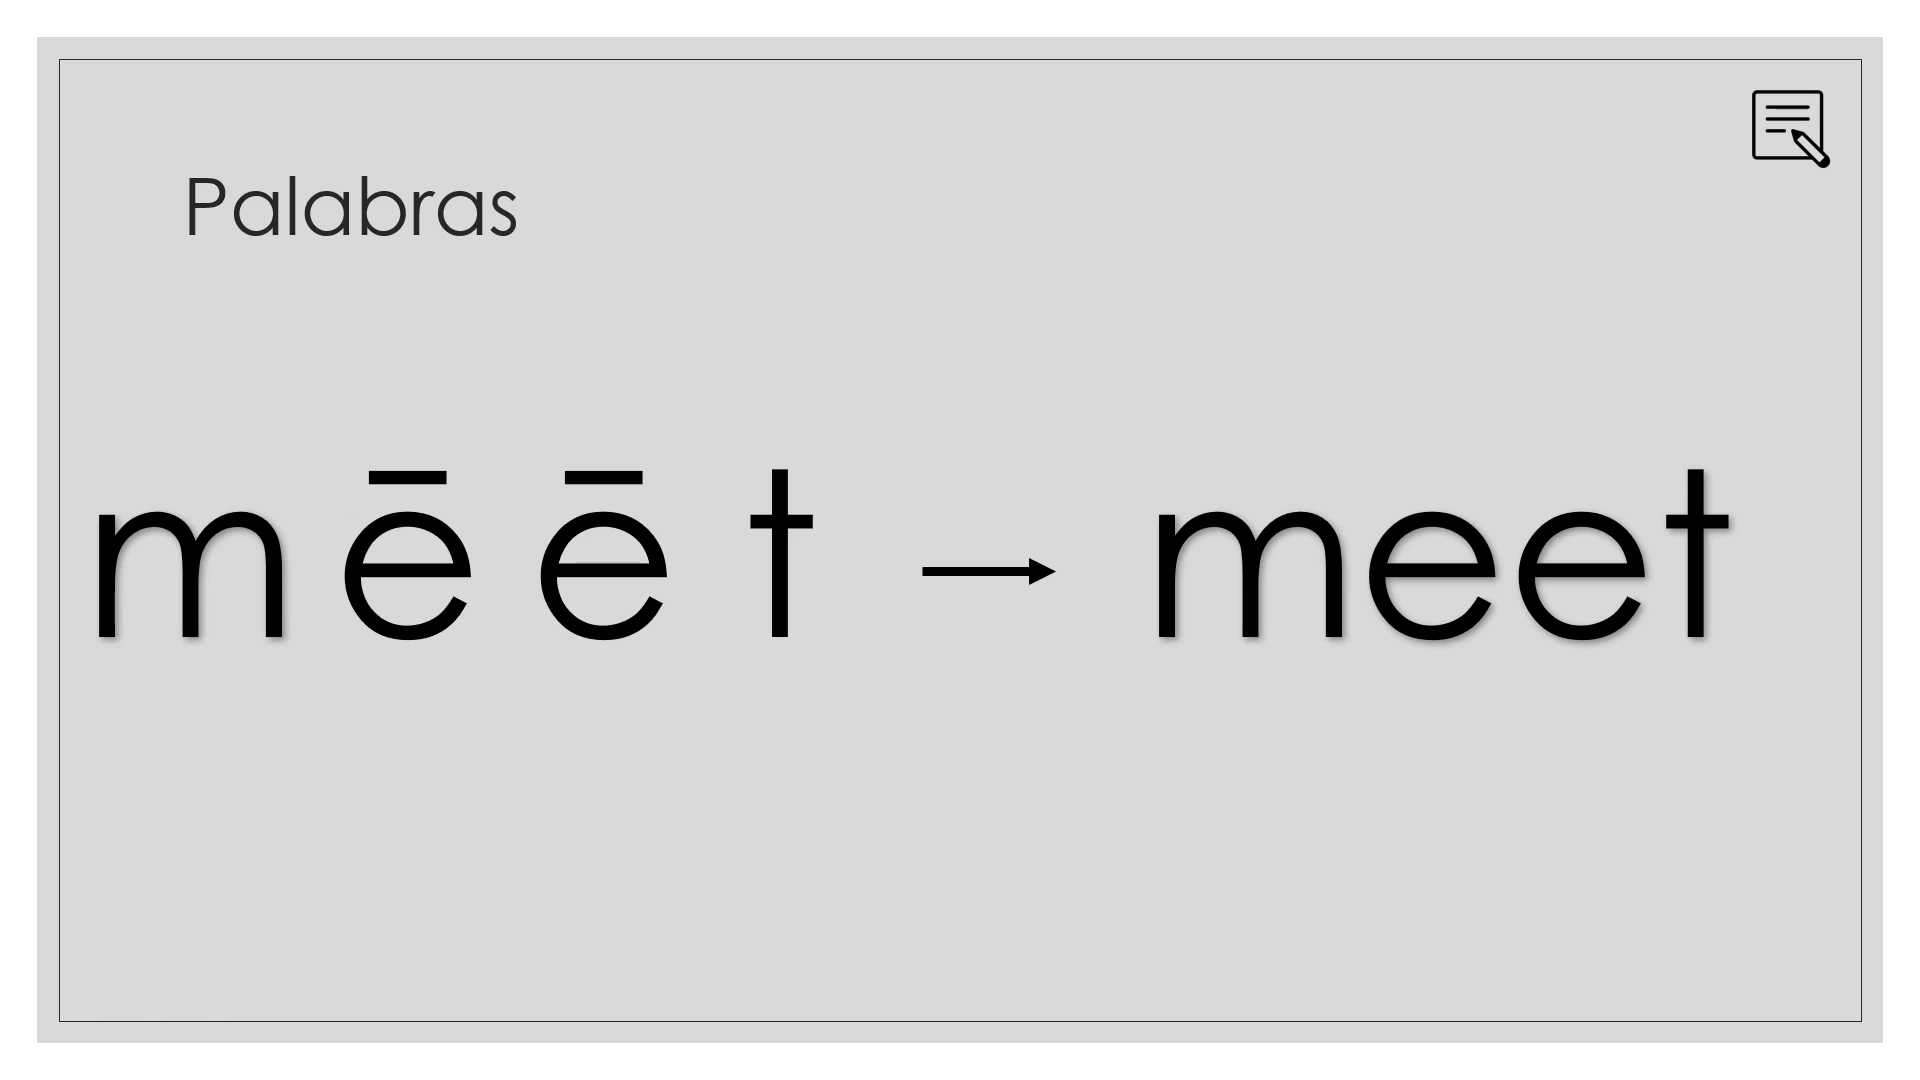 Palabras
m ē ē t → meet